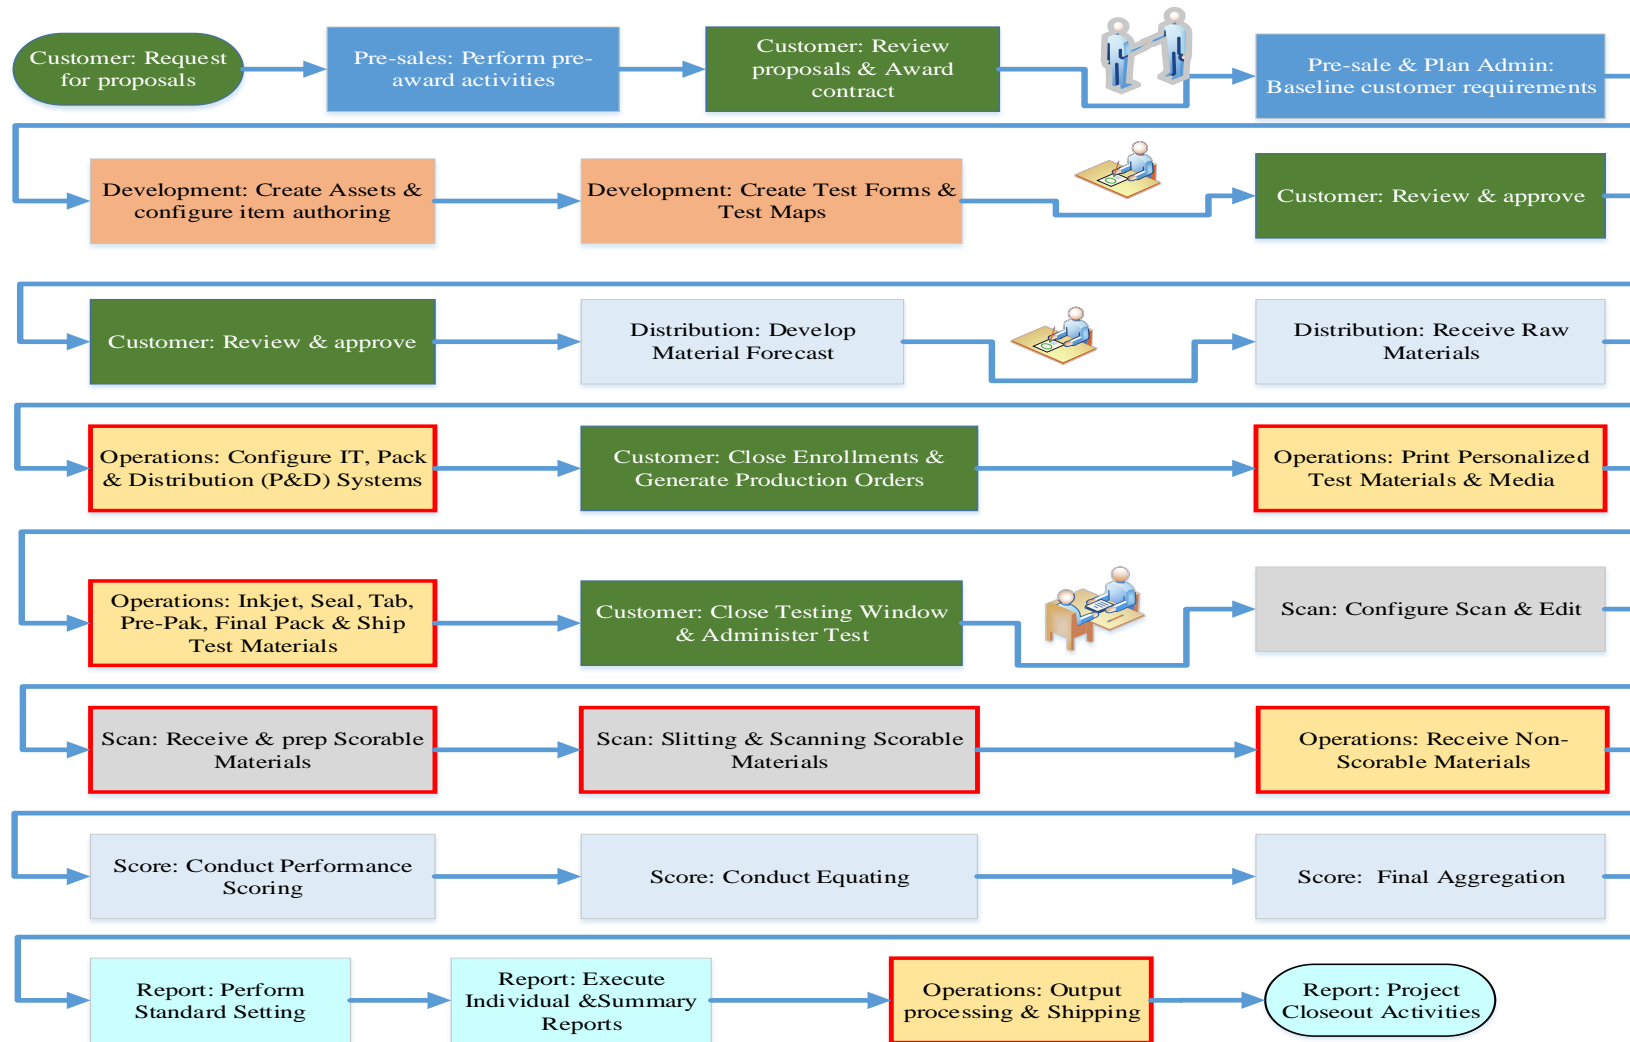 Customer: Request
for proposals
Pre-sales: Perform pre-
award activities
Customer: Review
proposals & Award
contract
Pre-sale & Plan Admin:
Baseline customer requirements
Development: Create Assets &
configure item authoring
Development: Create Test Forms &
Test Maps
Customer: Review & approve
Customer: Review & approve
Distribution: Develop
Material Forecast
Distribution: Receive Raw
Materials
Operations: Configure IT, Pack
& Distribution (P&D) Systems
Customer: Close Enrollments &
Generate Production Orders
Operations: Print Personalized
Test Materials & Media
Operations: Inkjet, Seal, Tab,
Pre-Pak, Final Pack & Ship
Test Materials
Customer: Close Testing Window
& Administer Test
Scan: Configure Scan & Edit
Scan: Receive & prep Scorable
Materials
Scan: Slitting & Scanning Scorable
Materials
Operations: Receive Non-
Scorable Materials
Score: Conduct Performance
Scoring
Score: Conduct Equating
Score:  Final Aggregation
Report: Perform
Standard Setting
Report: Execute
Individual &Summary
Reports
Operations: Output
processing & Shipping
Report: Project
Closeout Activities